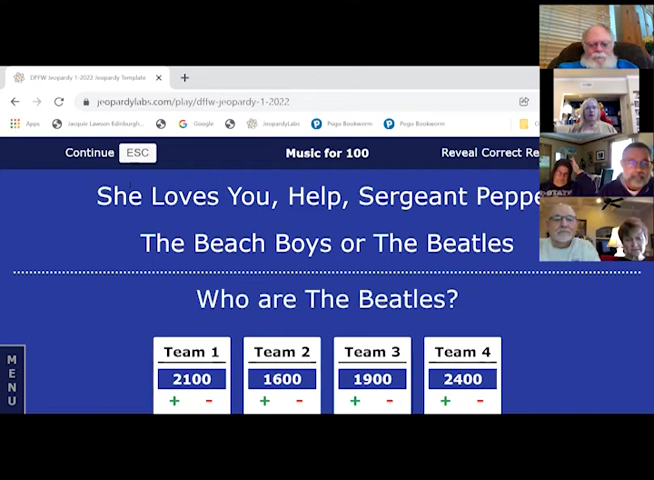 DFFW Jeopardy 1-2022 Jeopardy Template
jeopardylabs.com/play/dffw-jeopardy-1-2022
Apps Jacquie Lawson Edinburgh... Google JeopardyLabs Pogo Bookworm Pogo Bookworm
Continue ESC Music for 100 Reveal Correct Re
She Loves You, Help, Sergeant Peppe
The Beach Boys or The Beatles
Who are The Beatles?
MENU
Team 1 Team 2 Team 3 Team 4
2100 1600 1900 2400
+ - + - + - + -